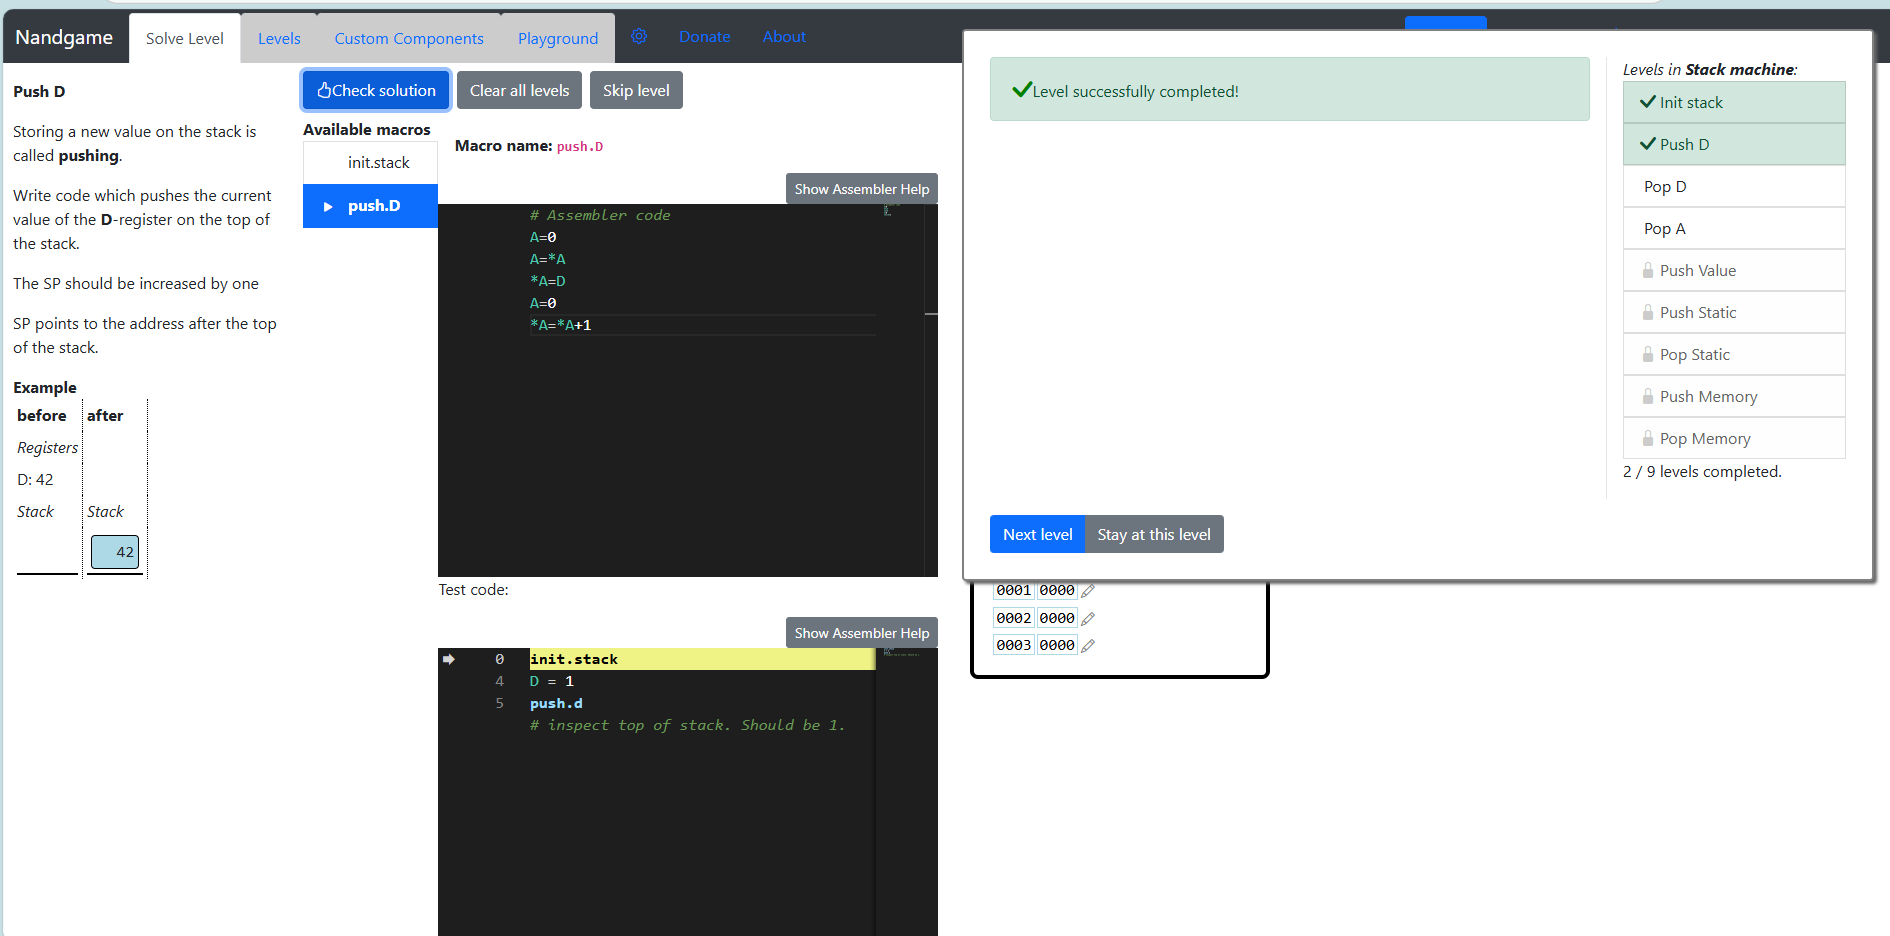 Nandgame
Solve Level
Levels
Custom Components
Playground
Donate
About
Push D
Storing a new value on the stack is
called pushing.
Write code which pushes the current
value of the D-register on the top of
the stack.
The SP should be increased by one
SP points to the address after the top
of the stack.
Example
before after
Registers
D: 42
Stack Stack
42
Check solution
Clear all levels
Skip level
Available macros
init.stack
push.D
Macro name: push.D
Show Assembler Help
# Assembler code
A=0
A=*A
*A=D
A=0
*A=*A+1
Test code:
Show Assembler Help
0 init.stack
4 D = 1
5 push.d
# inspect top of stack. Should be 1.
Level successfully completed!
Next level
Stay at this level
Levels in Stack machine:
Init stack
Push D
Pop D
Pop A
Push Value
Push Static
Pop Static
Push Memory
Pop Memory
2 / 9 levels completed.
0001 0000
0002 0000
0003 0000